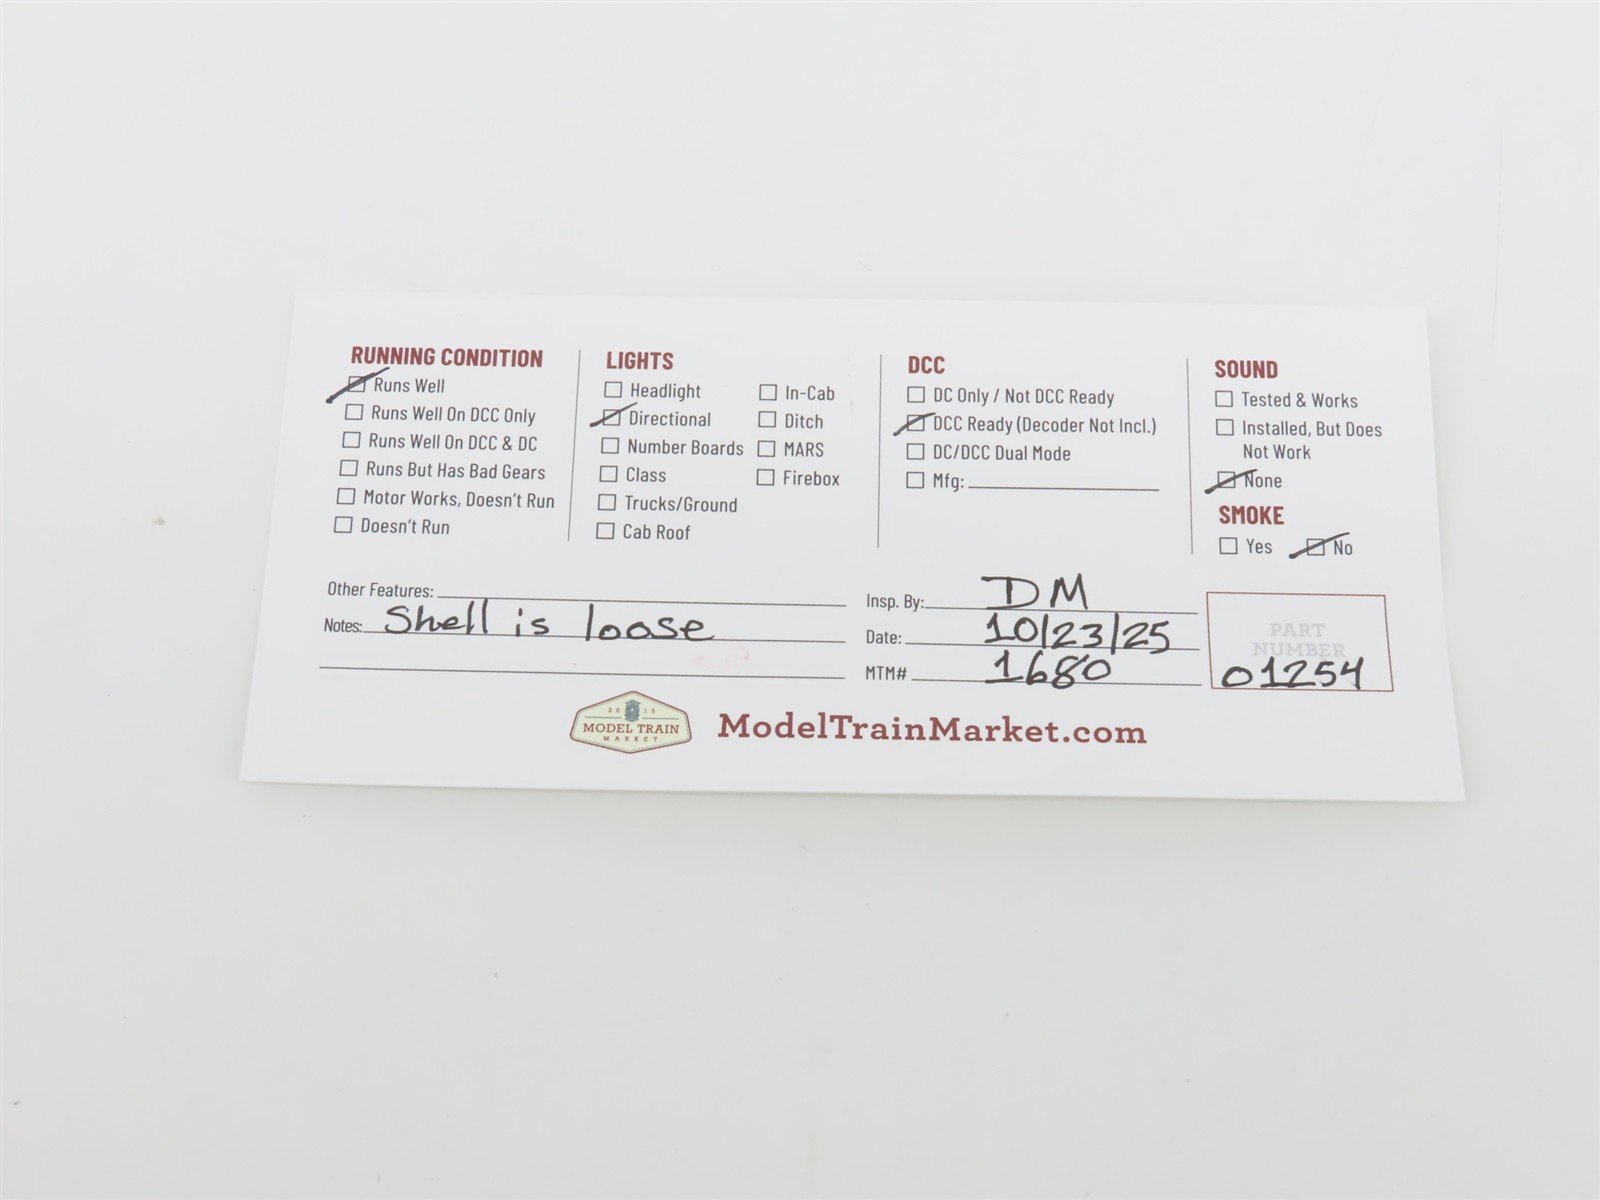 RUNNING CONDITION
Runs Well
Runs Well On DCC Only
Runs Well On DCC & DC
Runs But Has Bad Gears
Motor Works, Doesn't Run
Doesn't Run
LIGHTS
Headlight
Directional
Number Boards
Class
Trucks/Ground
Cab Roof
In-Cab
Ditch
MARS
Firebox
DCC
DC Only / Not DCC Ready
DCC Ready (Decoder Not Incl.)
DC/DCC Dual Mode
Mfg:
SOUND
Tested & Works
Installed, But Does
Not Work
None
SMOKE
Yes No
Other Features:
Notes: Shell is loose
Insp. By: DM
Date: 10/23/25
MTM# 1680
PART
NUMBER
01254
2015
MODEL TRAIN
MARKET
ModelTrainMarket.com